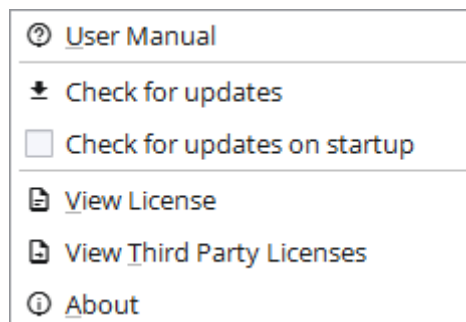 User Manual
Check for updates
Check for updates on startup
View License
View Third Party Licenses
About